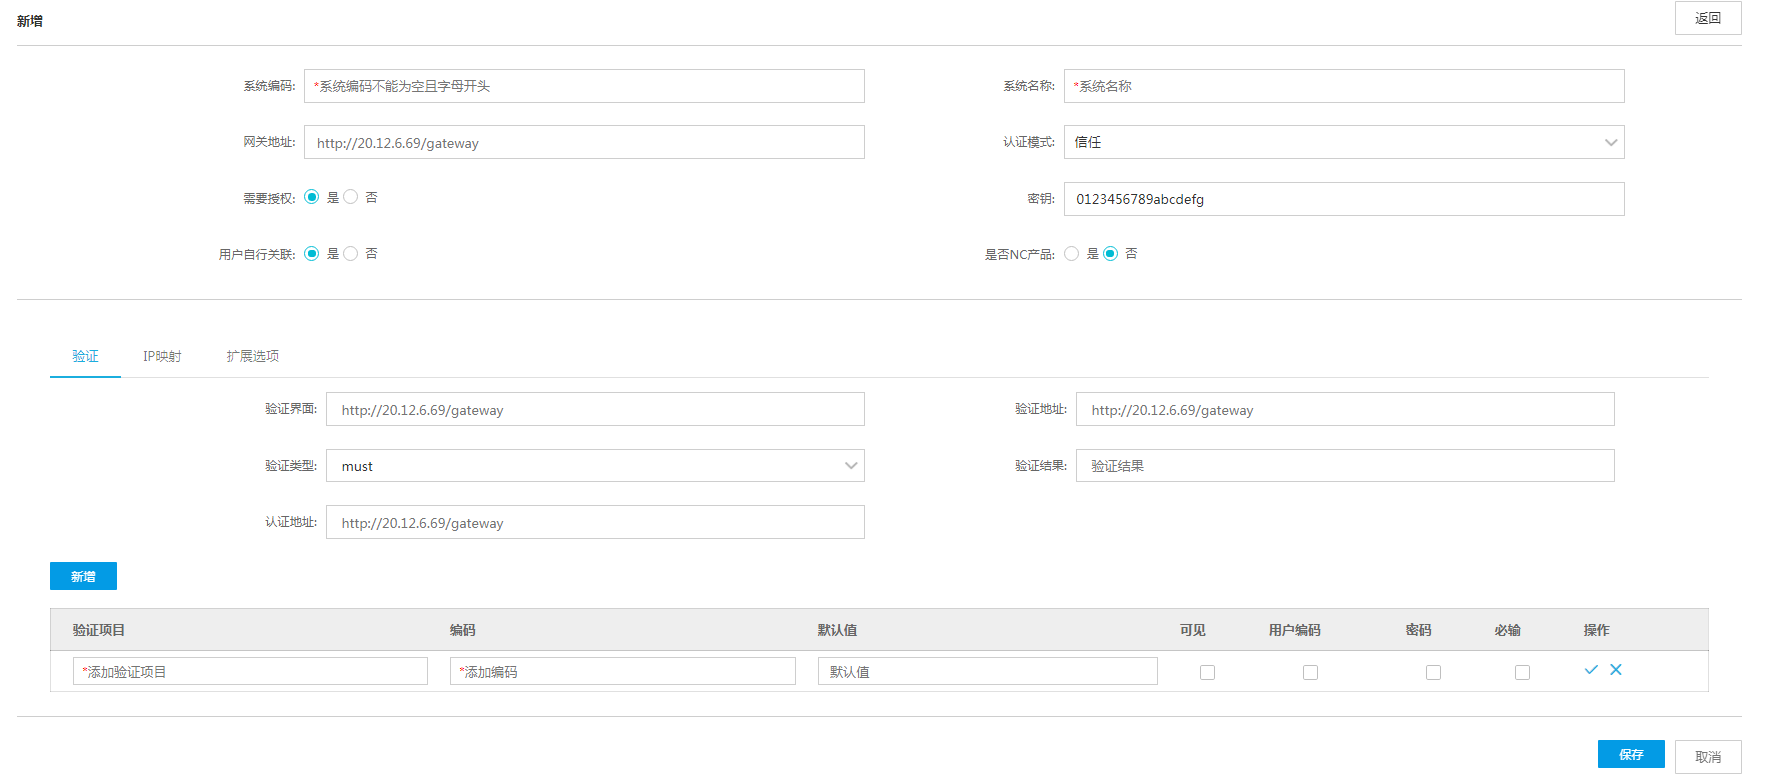 新增 返回
系统编码: *系统编码不能为空且字母开头 系统名称: *系统名称
网关地址: http://20.12.6.69/gateway 认证模式: 信任
需要授权: 是 否 密钥: 0123456789abcdefg
用户自行关联: 是 否 是否NC产品: 是 否
验证 IP映射 扩展选项
验证界面: http://20.12.6.69/gateway 验证地址: http://20.12.6.69/gateway
验证类型: must 验证结果: 验证结果
认证地址: http://20.12.6.69/gateway
新增
验证项目 编码 默认值 可见 用户编码 密码 必输 操作
*添加验证项目 *添加编码 默认值
保存 取消